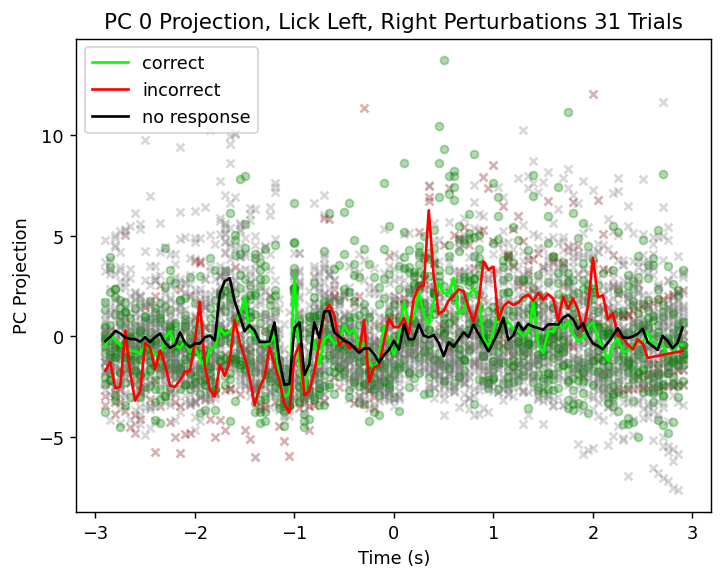 PC 0 Projection, Lick Left, Right Perturbations 31 Trials
correct
incorrect
no response
10
5
0
−5
PC Projection
−3
−2
−1
0
1
2
3
Time (s)